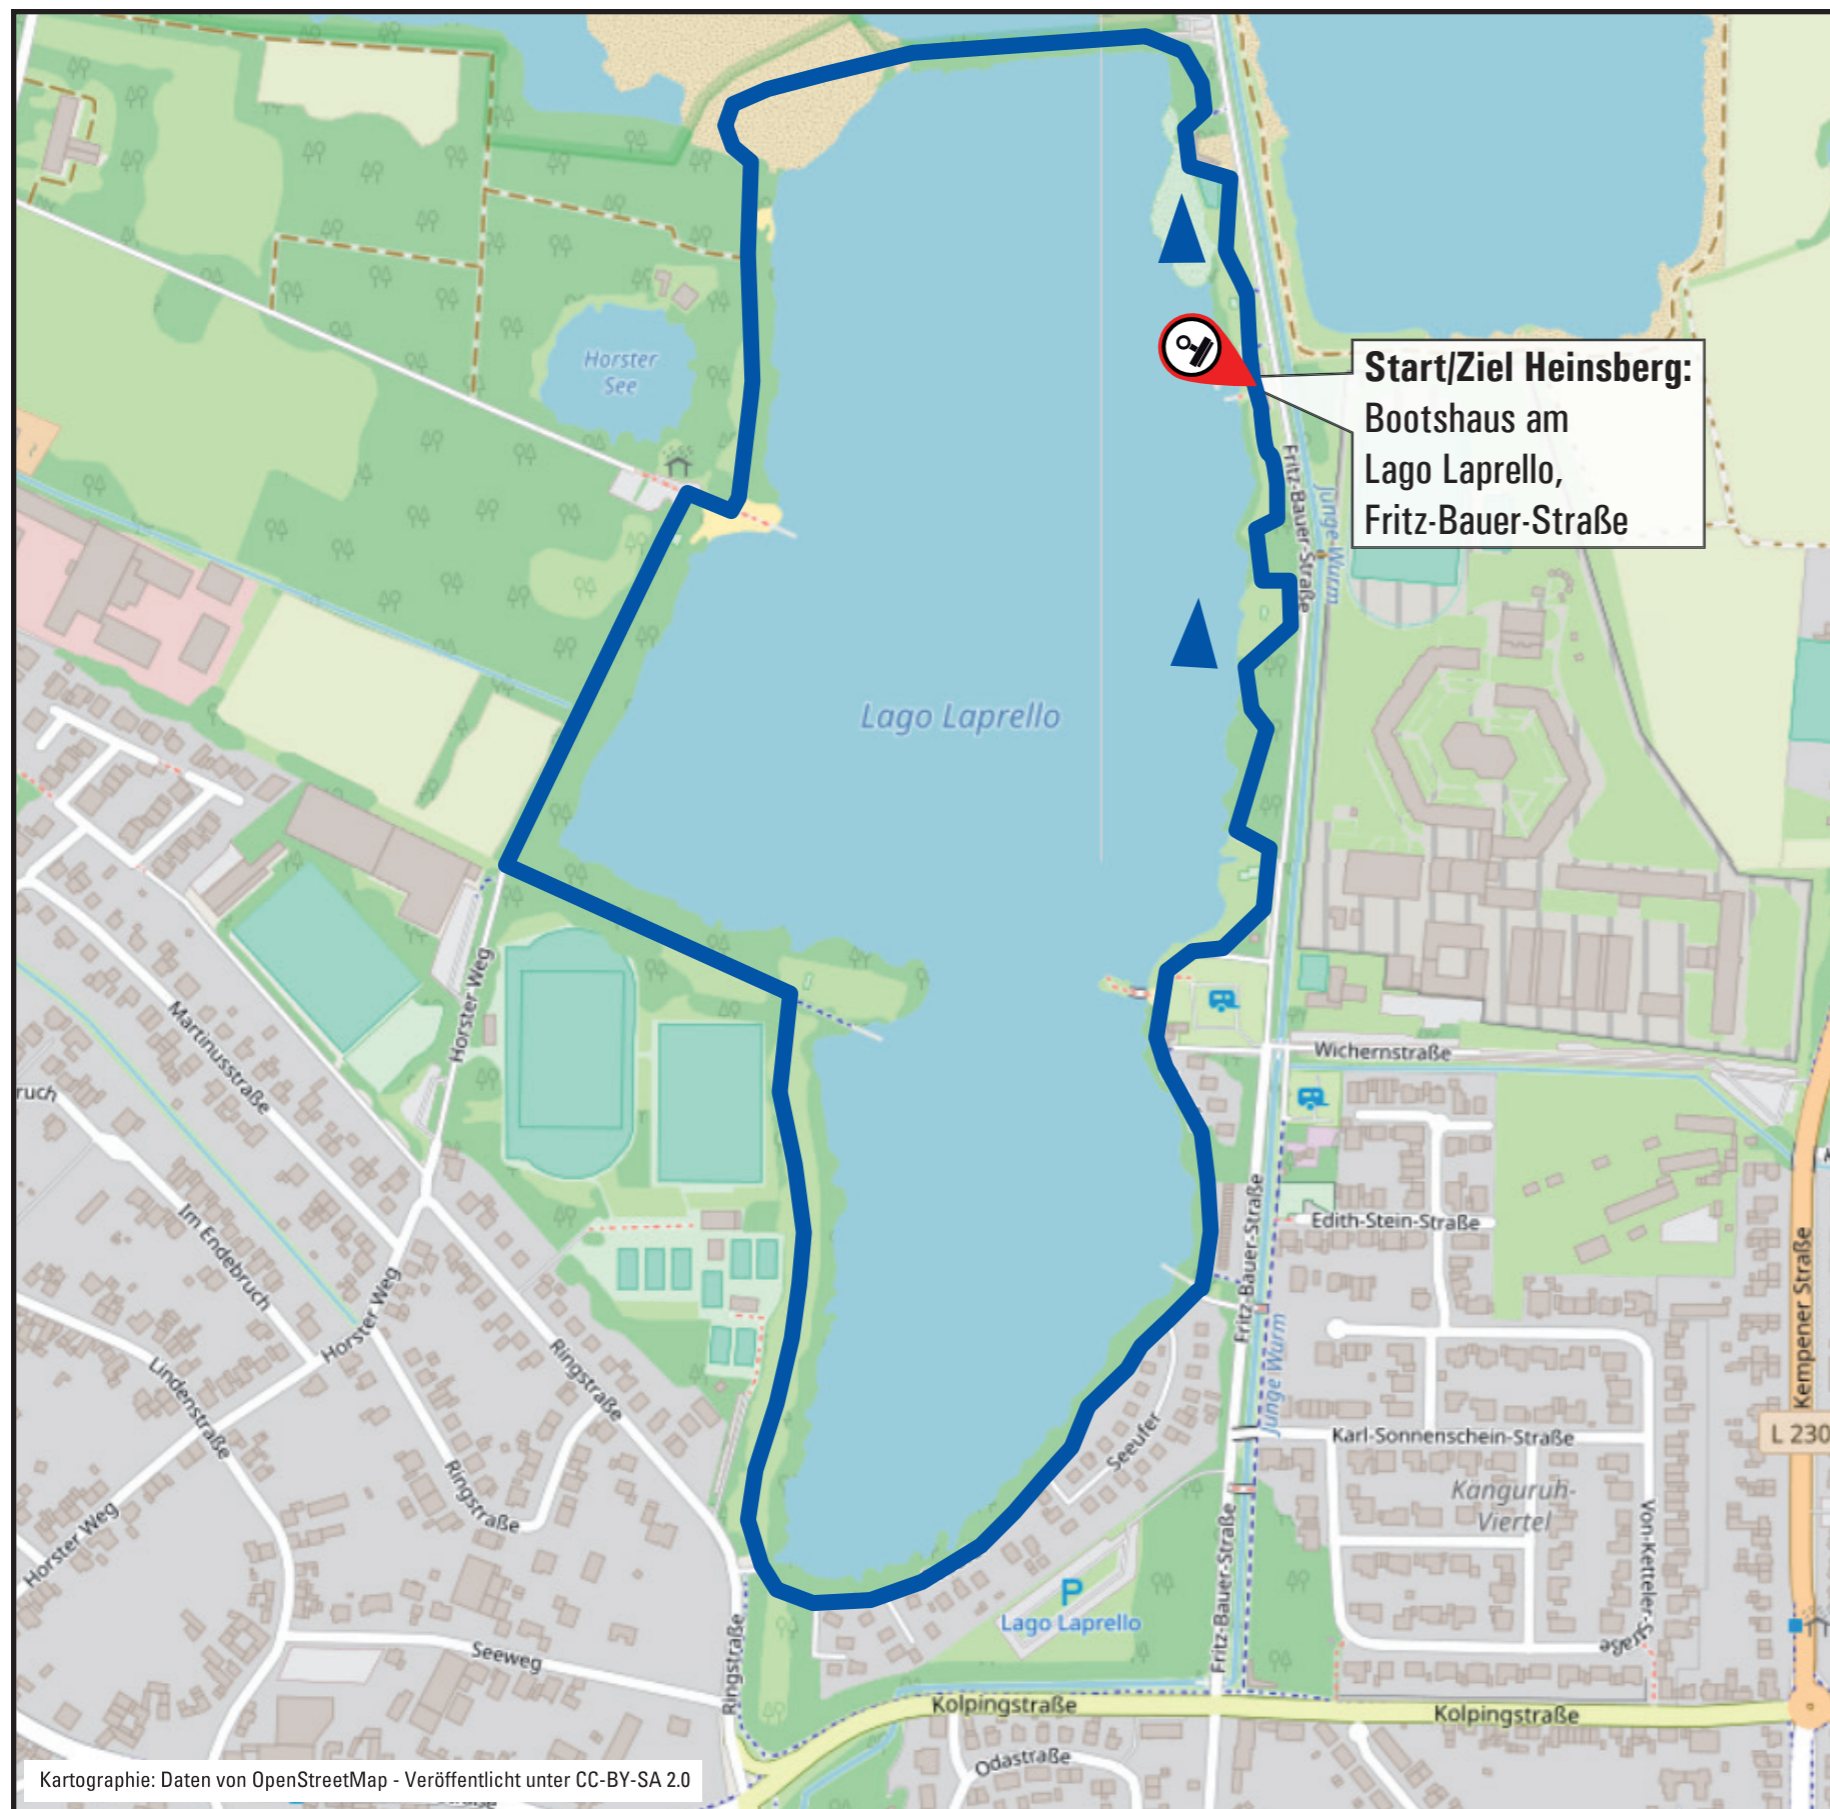 Horster
See
Start/Ziel Heinsberg:
Bootshaus am
Lago Laprello,
Fritz-Bauer-Straße
Fritz-Bauer-Straße
Junge-Wurm
Lago Laprello
Horster Weg
Martinusstraße
ruch
Wichernstraße
Im Endebruch
Edith-Stein-Straße
Fritz-Bauer-Straße
Kempener Straße
Horster Weg
Lindenstraße
Ringstraße
Junge Wurm
Seeufer
Karl-Sonnenschein-Straße
L 230
Ringstraße
Känguruh-
Viertel
Horster Weg
Von-Ketteler-Straße
Fritz-Bauer-Straße
P
Lago Laprello
Seeweg
Ringstraße
Kolpingstraße
Kolpingstraße
Odastraße
Kartographie: Daten von OpenStreetMap - Veröffentlicht unter CC-BY-SA 2.0